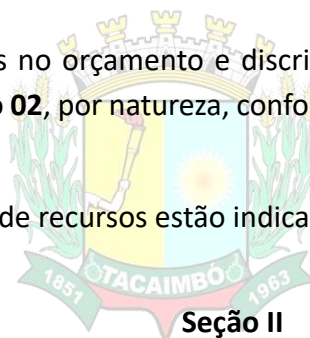 s no orçamento e discri
o 02, por natureza, confo
de recursos estão indica
1851 TACAIMBÓ 1963
Seção II